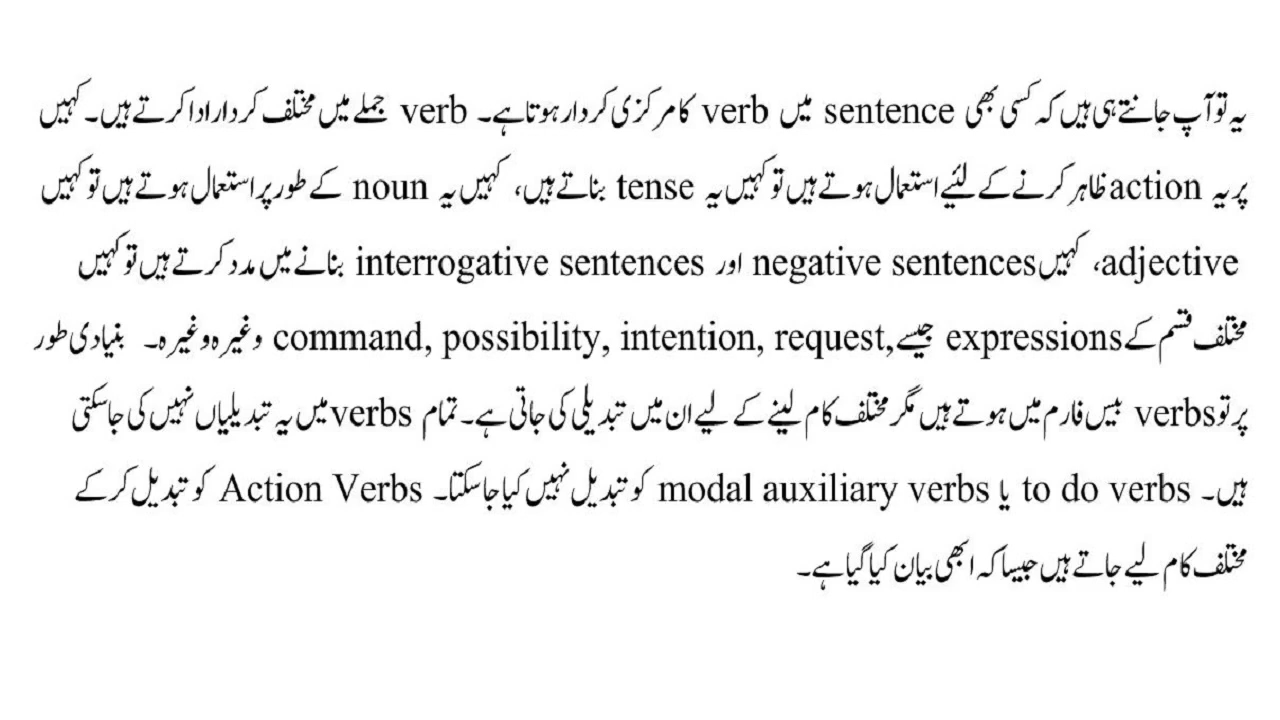 یہ تو آپ جانتے ہی ہیں کہ کسی بھی sentence میں verb کا مرکزی کردار ہوتا ہے۔ verb جملے میں مختلف کردار ادا کرتے ہیں۔ کہیں
پر یہ action ظاہر کرنے کے لئیے استعمال ہوتے ہیں تو کہیں یہ tense بناتے ہیں، کہیں یہ noun کے طور پر استعمال ہوتے ہیں تو کہیں
adjective، کہیں negative sentences اور interrogative sentences بنانے میں مدد کرتے ہیں تو کہیں
مختلف قسم کے expressions جیسے command, possibility, intention, request, وغیرہ وغیرہ۔ بنیادی طور
پر تو verbs بیس فارم میں ہوتے ہیں مگر مختلف کام لینے کے لیے ان میں تبدیلی کی جاتی ہے۔ تمام verbs میں یہ تبدیلیاں نہیں کی جاسکتی
ہیں۔ to do verbs یا modal auxiliary verbs کو تبدیل نہیں کیا جاسکتا۔ Action Verbs کو تبدیل کر کے
مختلف کام لیے جاتے ہیں جیسا کہ ابھی بیان کیا گیا ہے۔